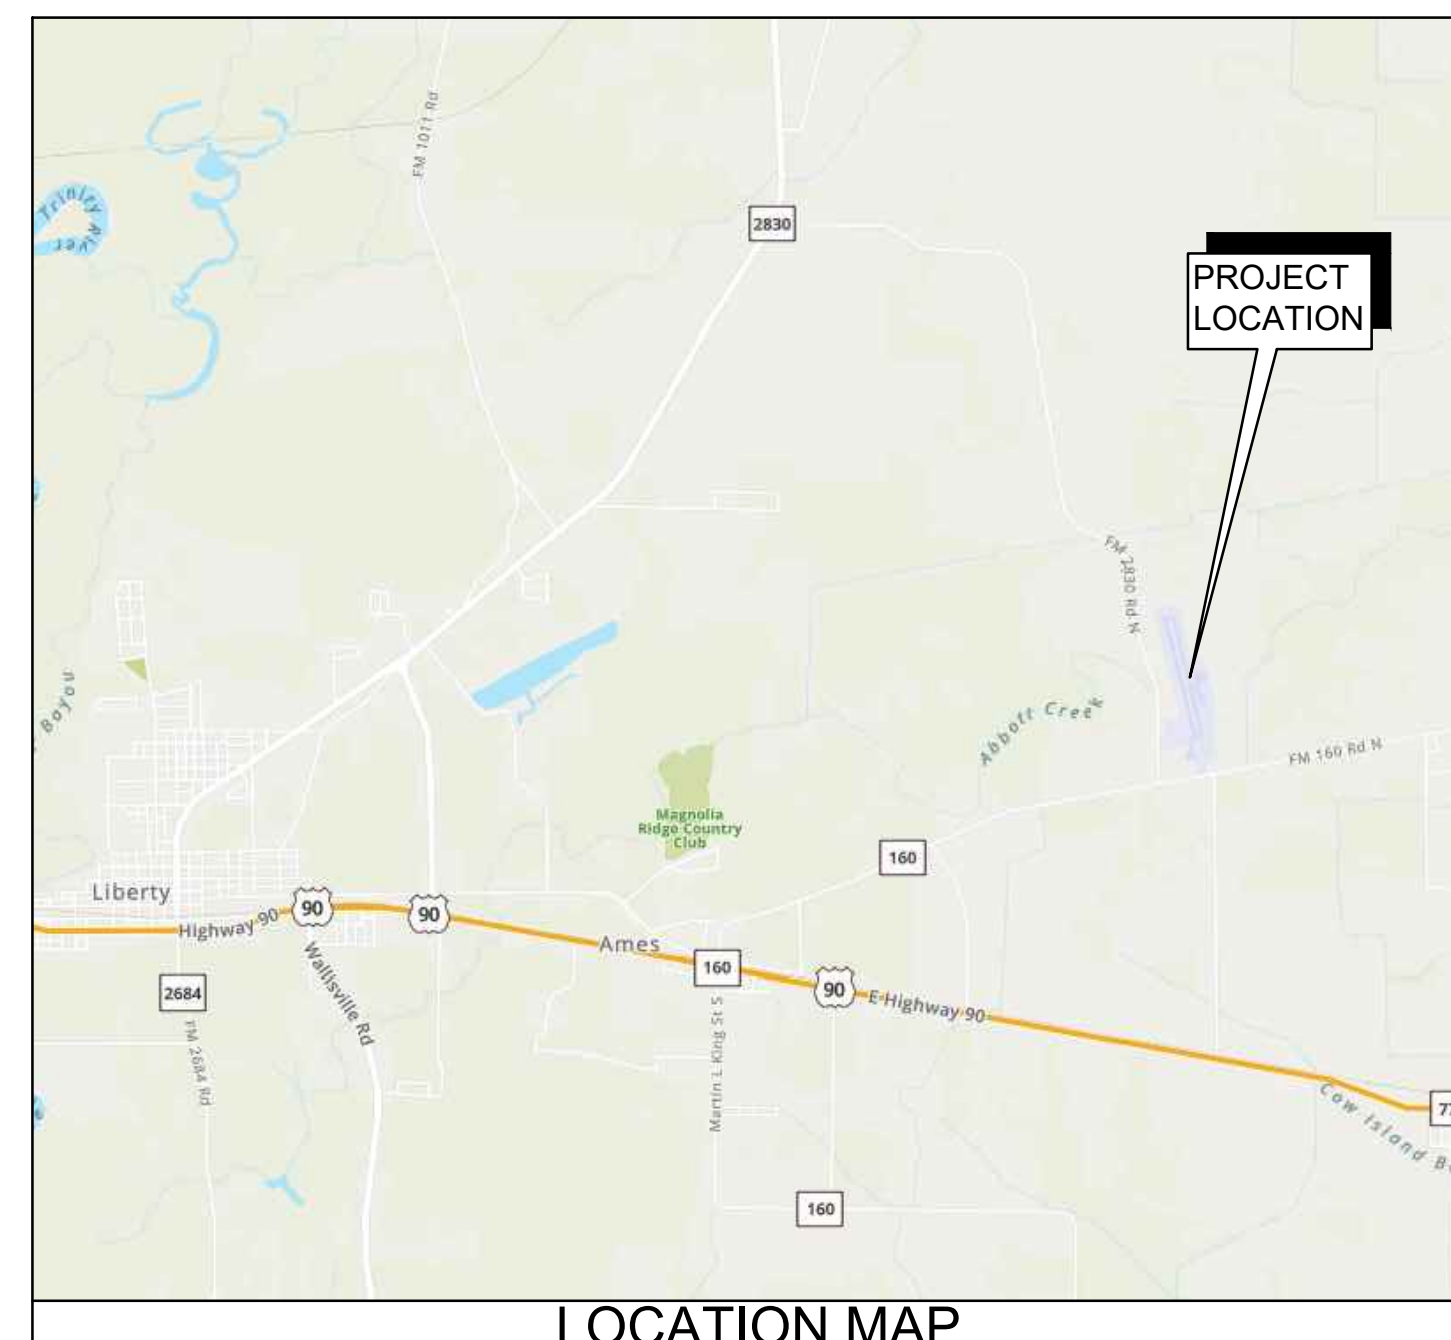 FM 1011 Rd
Trinity
River
2830
PROJECT
LOCATION
FM 2830 Rd N
Bayou
Abbott Creek
FM 160 Rd N
Magnolia
Ridge Country
Club
160
Liberty
Highway 90
90
90
Ames
160
90
E Highway 90
2684
Wallisville Rd
FM 2684 Rd
Martin L King St S
Cow Island
160
LOCATION MAP